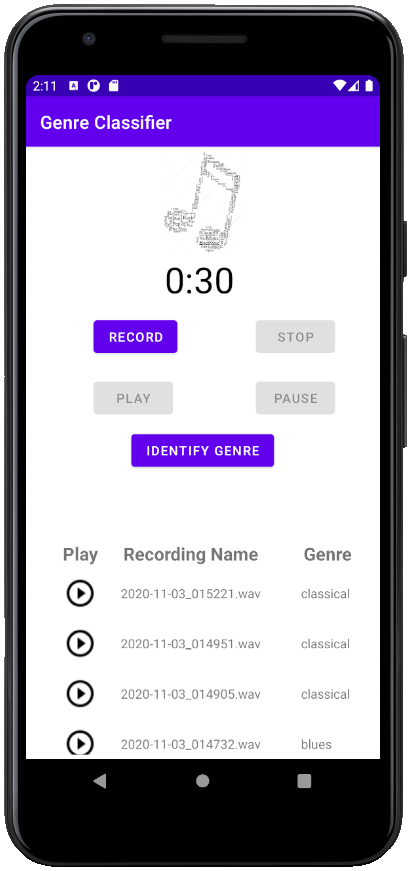 2:11
Genre Classifier
0:30
RECORD STOP
PLAY PAUSE
IDENTIFY GENRE
Play Recording Name Genre
2020-11-03_015221.wav classical
2020-11-03_014951.wav classical
2020-11-03_014905.wav classical
2020-11-03_014732.wav blues